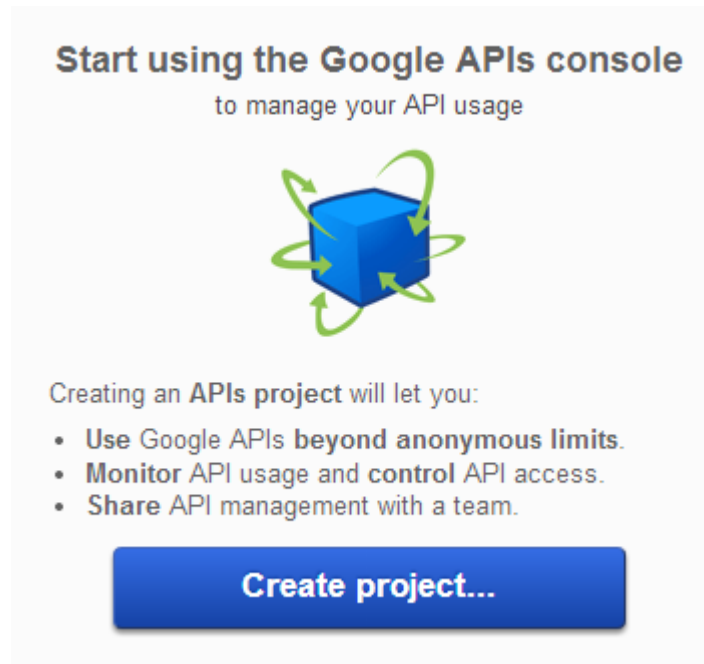 Start using the Google APIs console
to manage your API usage
Creating an APIs project will let you:
• Use Google APIs beyond anonymous limits.
• Monitor API usage and control API access.
• Share API management with a team.
Create project...